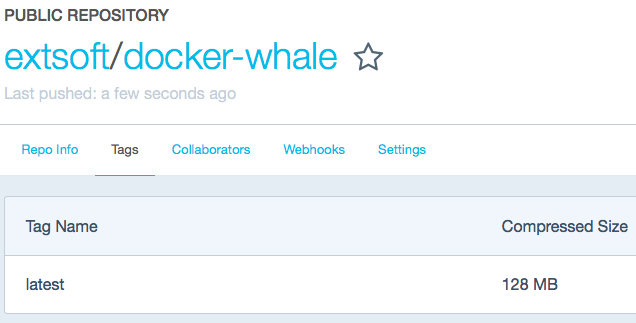 PUBLIC REPOSITORY
extsoft/docker-whale
Last pushed: a few seconds ago
Repo Info Tags Collaborators Webhooks Settings
Tag Name Compressed Size
latest 128 MB